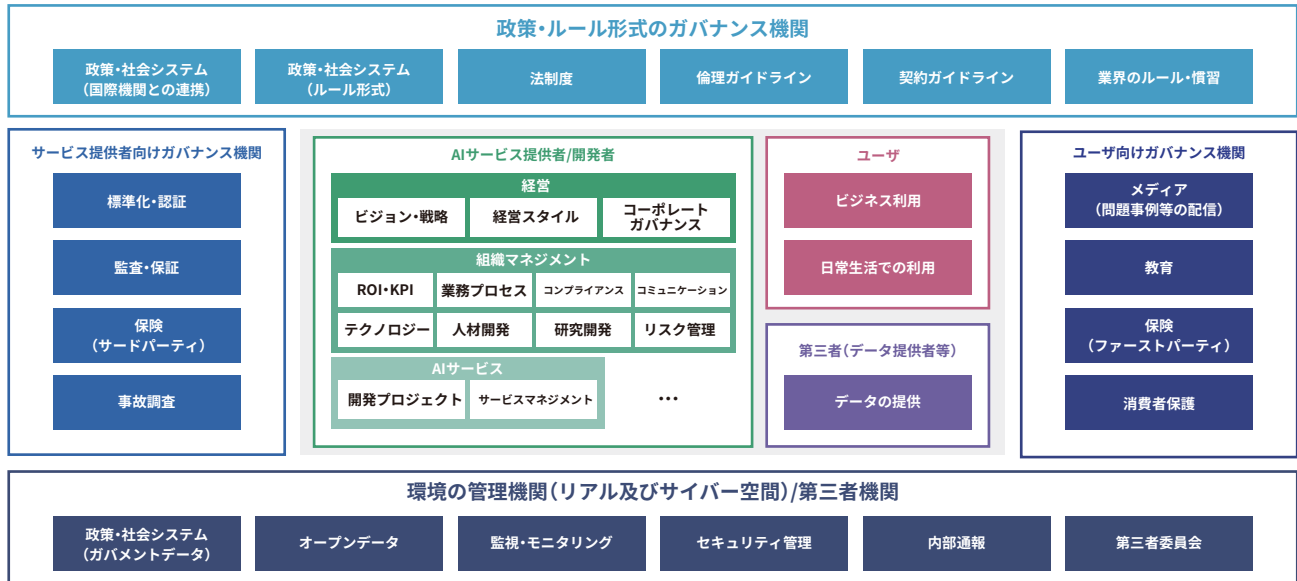 政策・ルール形式のガバナンス機関
政策・社会システム
（国際機関との連携）
政策・社会システム
（ルール形式）
法制度
倫理ガイドライン
契約ガイドライン
業界のルール・慣習
サービス提供者向けガバナンス機関
標準化・認証
監査・保証
保険
（サードパーティ）
事故調査
AIサービス提供者/開発者
経営
ビジョン・戦略
経営スタイル
コーポレート
ガバナンス
組織マネジメント
ROI・KPI
業務プロセス
コンプライアンス
コミュニケーション
テクノロジー
人材開発
研究開発
リスク管理
AIサービス
開発プロジェクト
サービスマネジメント
…
ユーザ
ビジネス利用
日常生活での利用
第三者（データ提供者等）
データの提供
ユーザ向けガバナンス機関
メディア
（問題事例等の配信）
教育
保険
（ファーストパーティ）
消費者保護
環境の管理機関（リアル及びサイバー空間）/第三者機関
政策・社会システム
（ガバメントデータ）
オープンデータ
監視・モニタリング
セキュリティ管理
内部通報
第三者委員会